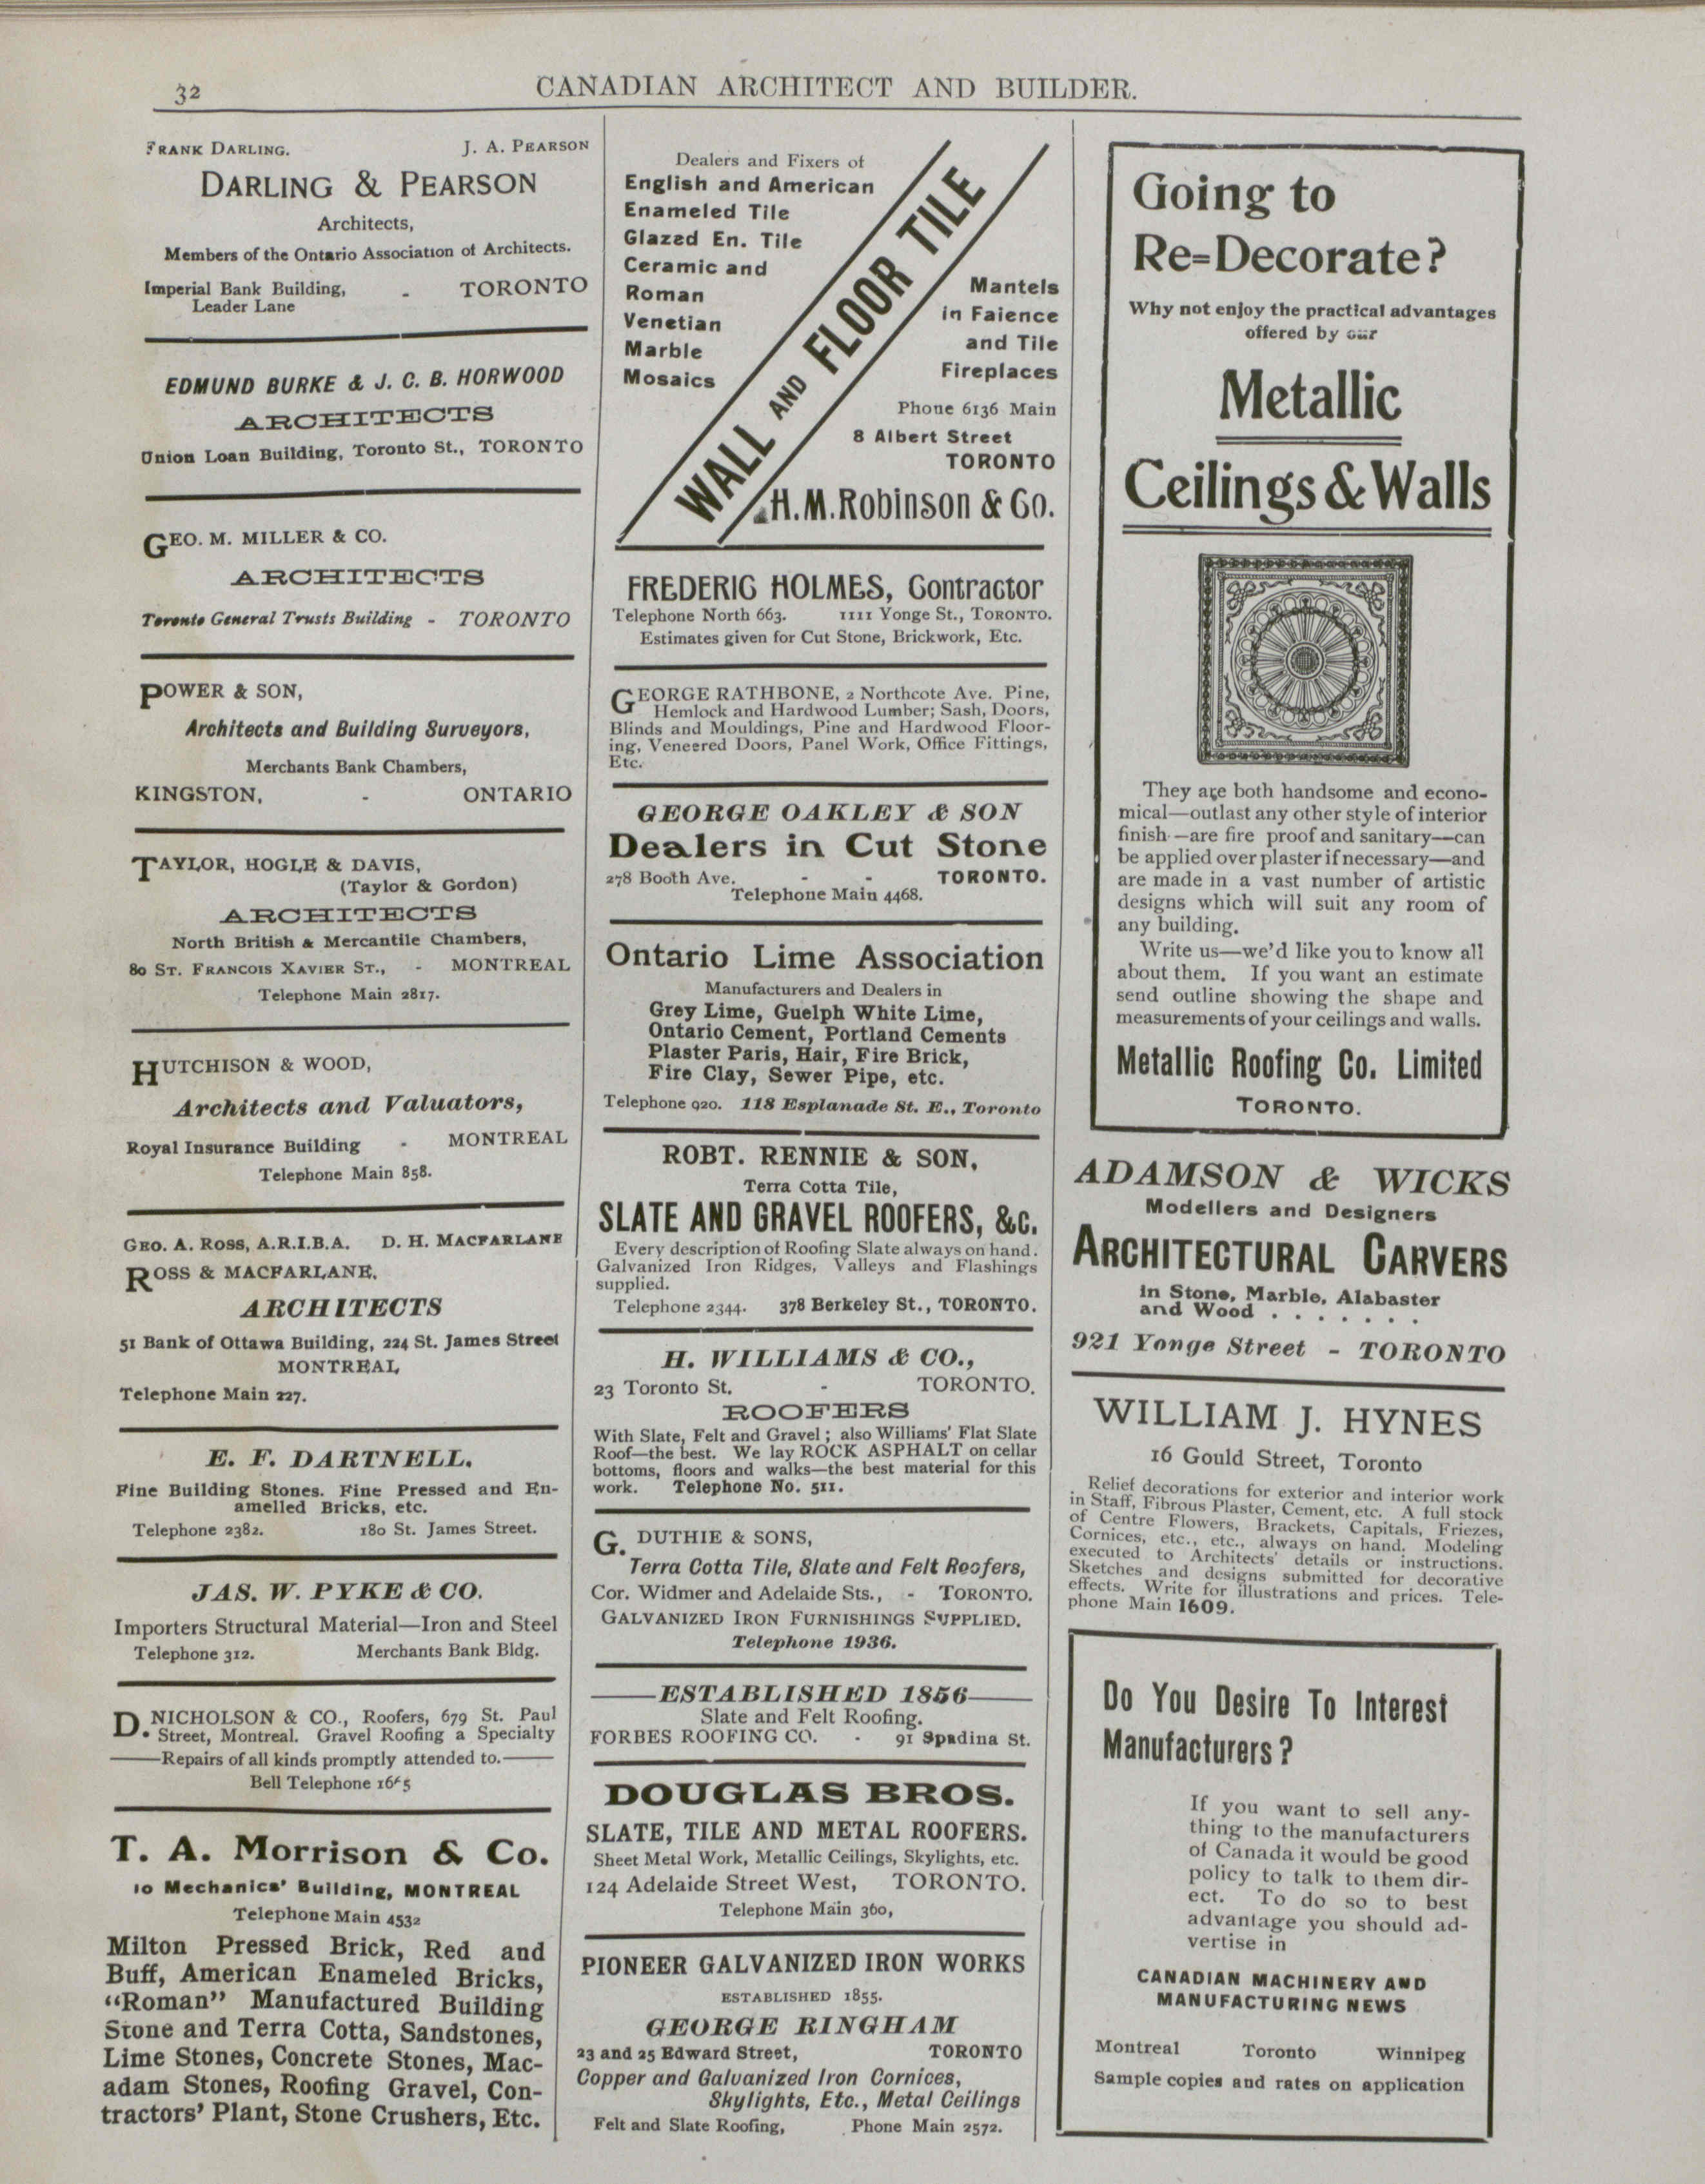 32
CANADIAN ARCHITECT AND BUILDER.
FRANK DARLING. J. A. PEARSON
DARLING & PEARSON
Architects,
Members of the Ontario Association of Architects.
Imperial Bank Building, - TORONTO
Leader Lane
EDMUND BURKE & J. C. B. HORWOOD
ARCHITECTS
Union Loan Building, Toronto St., TORONTO
GEO. M. MILLER & CO.
ARCHITECTS
Toronto General Trusts Building - TORONTO
POWER & SON,
Architects and Building Surveyors,
Merchants Bank Chambers,
KINGSTON, - ONTARIO
TAYLOR, HOGLE & DAVIS,
(Taylor & Gordon)
ARCHITECTS
North British & Mercantile Chambers,
80 ST. FRANCOIS XAVIER ST., - MONTREAL
Telephone Main 2817.
HUTCHISON & WOOD,
Architects and Valuators,
Royal Insurance Building - MONTREAL
Telephone Main 858.
GEO. A. ROSS, A.R.I.B.A. D. H. MACFARLANE
ROSS & MACFARLANE,
ARCHITECTS
51 Bank of Ottawa Building, 224 St. James Street
MONTREAL
Telephone Main 227.
E. F. DARTNELL.
Fine Building Stones. Fine Pressed and En-
amelled Bricks, etc.
Telephone 2382. 180 St. James Street.
JAS. W. PYKE & CO.
Importers Structural Material—Iron and Steel
Telephone 312. Merchants Bank Bldg.
D. NICHOLSON & CO., Roofers, 679 St. Paul
Street, Montreal. Gravel Roofing a Specialty
—Repairs of all kinds promptly attended to.—
Bell Telephone
T. A. Morrison & Co.
10 Mechanics' Building, MONTREAL
Telephone Main 4532
Milton Pressed Brick, Red and
Buff, American Enameled Bricks,
"Roman" Manufactured Building
Stone and Terra Cotta, Sandstones,
Lime Stones, Concrete Stones, Mac-
adam Stones, Roofing Gravel, Con-
tractors' Plant, Stone Crushers, Etc.
Dealers and Fixers of
English and American
Enameled Tile
Glazed En. Tile
Ceramic and
Roman
Venetian
Marble
Mosaics
WALL AND FLOOR TILE
Mantels
in Faience
and Tile
Fireplaces
Phone 6136 Main
8 Albert Street
TORONTO
H. M. Robinson & Co.
FREDERIC HOLMES, Contractor
Telephone North 663. 1111 Yonge St., TORONTO.
Estimates given for Cut Stone, Brickwork, Etc.
GEORGE RATHBONE, 2 Northcote Ave. Pine,
Hemlock and Hardwood Lumber; Sash, Doors,
Blinds and Mouldings, Pine and Hardwood Floor-
ing, Veneered Doors, Panel Work, Office Fittings,
Etc.
GEORGE OAKLEY & SON
Dealers in Cut Stone
278 Booth Ave. - - TORONTO.
Telephone Main 4468.
Ontario Lime Association
Manufacturers and Dealers in
Grey Lime, Guelph White Lime,
Ontario Cement, Portland Cements
Plaster Paris, Hair, Fire Brick,
Fire Clay, Sewer Pipe, etc.
Telephone 920. 118 Esplanade St. E., Toronto
ROBT. RENNIE & SON,
Terra Cotta Tile,
SLATE AND GRAVEL ROOFERS, &C.
Every description of Roofing Slate always on hand.
Galvanized Iron Ridges, Valleys and Flashings
supplied.
Telephone 2344. 378 Berkeley St., TORONTO.
H. WILLIAMS & CO.,
23 Toronto St. - TORONTO.
ROOFERS
With Slate, Felt and Gravel; also Williams' Flat Slate
Roof—the best. We lay ROCK ASPHALT on cellar
bottoms, floors and walks—the best material for this
work. Telephone No. 511.
G. DUTHIE & SONS,
Terra Cotta Tile, Slate and Felt Roofers,
Cor. Widmer and Adelaide Sts., - TORONTO.
GALVANIZED IRON FURNISHINGS SUPPLIED.
Telephone 1936.
—ESTABLISHED 1856—
Slate and Felt Roofing.
FORBES ROOFING CO. - 91 Spadina St.
DOUGLAS BROS.
SLATE, TILE AND METAL ROOFERS.
Sheet Metal Work, Metallic Ceilings, Skylights, etc.
124 Adelaide Street West, TORONTO.
Telephone Main 360,
PIONEER GALVANIZED IRON WORKS
ESTABLISHED 1855.
GEORGE RINGHAM
23 and 25 Edward Street, TORONTO
Copper and Galvanized Iron Cornices,
Skylights, Etc., Metal Ceilings
Felt and Slate Roofing, Phone Main 2572.
Going to
Re-Decorate?
Why not enjoy the practical advantages
offered by our
Metallic
Ceilings & Walls
They are both handsome and econo-
mical—outlast any other style of interior
finish—are fire proof and sanitary—can
be applied over plaster if necessary—and
are made in a vast number of artistic
designs which will suit any room of
any building.
Write us—we'd like you to know all
about them. If you want an estimate
send outline showing the shape and
measurements of your ceilings and walls.
Metallic Roofing Co. Limited
TORONTO.
ADAMSON & WICKS
Modellers and Designers
ARCHITECTURAL CARVERS
in Stone, Marble, Alabaster
and Wood . . . . . . .
921 Yonge Street - TORONTO
WILLIAM J. HYNES
16 Gould Street, Toronto
Relief decorations for exterior and interior work
in Staff, Fibrous Plaster, Cement, etc. A full stock
of Centre Flowers, Brackets, Capitals, Friezes,
Cornices, etc., etc., always on hand. Modeling
executed to Architects' details or instructions.
Sketches and designs submitted for decorative
effects. Write for illustrations and prices. Tele-
phone Main 1609.
Do You Desire To Interest
Manufacturers?
If you want to sell any-
thing to the manufacturers
of Canada it would be good
policy to talk to them dir-
ect. To do so to best
advantage you should ad-
vertise in
CANADIAN MACHINERY AND
MANUFACTURING NEWS
Montreal Toronto Winnipeg
Sample copies and rates on application